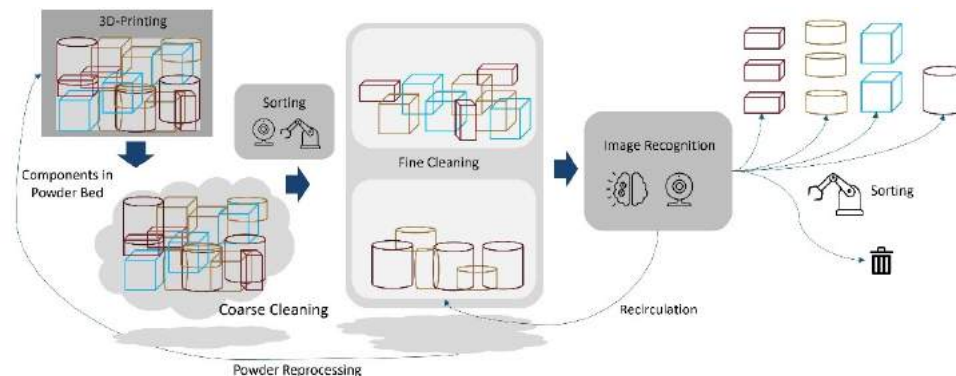 3D-Printing
Components in
Powder Bed
Coarse Cleaning
Sorting
Fine Cleaning
Image Recognition
Sorting
Recirculation
Powder Reprocessing